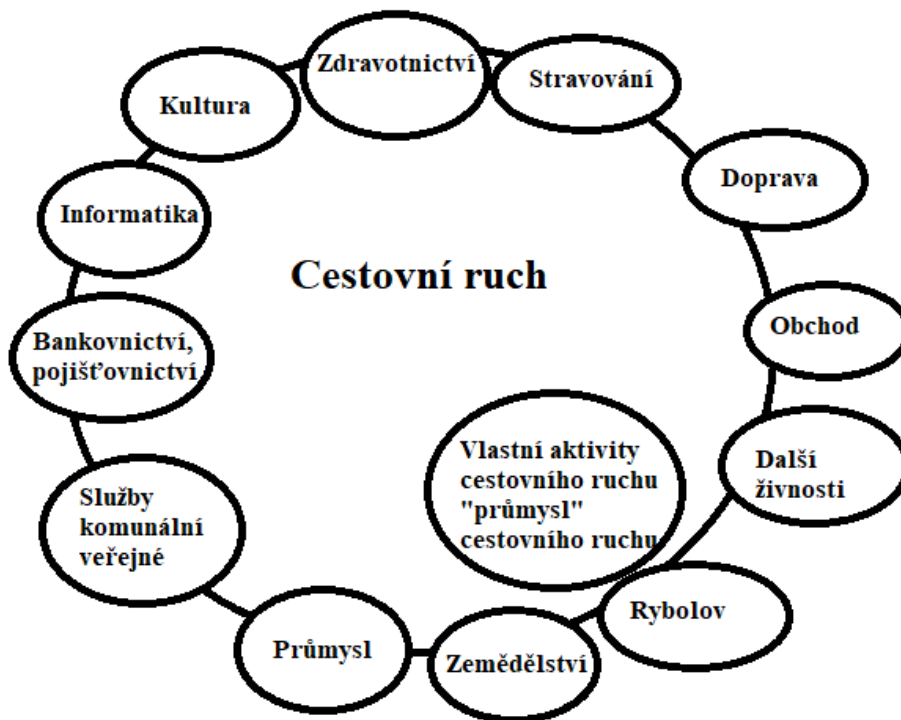 Zdravotnictví
Stravování
Kultura
Doprava
Informatika
Cestovní ruch
Obchod
Bankovnictví,
pojišťovnictví
Vlastní aktivity
cestovního ruchu
"průmysl"
cestovního ruchu
Další
živnosti
Služby
komunální
veřejné
Rybolov
Průmysl
Zemědělství